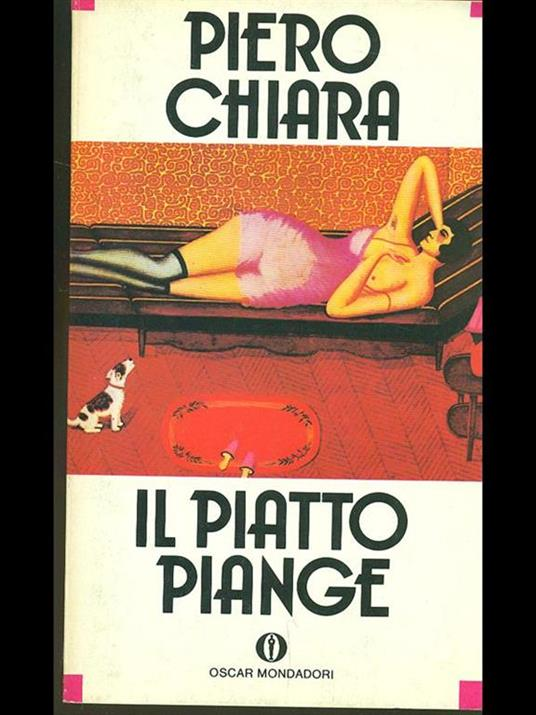 PIERO
CHIARA
IL PIATTO
PIANGE
OSCAR MONDADORI